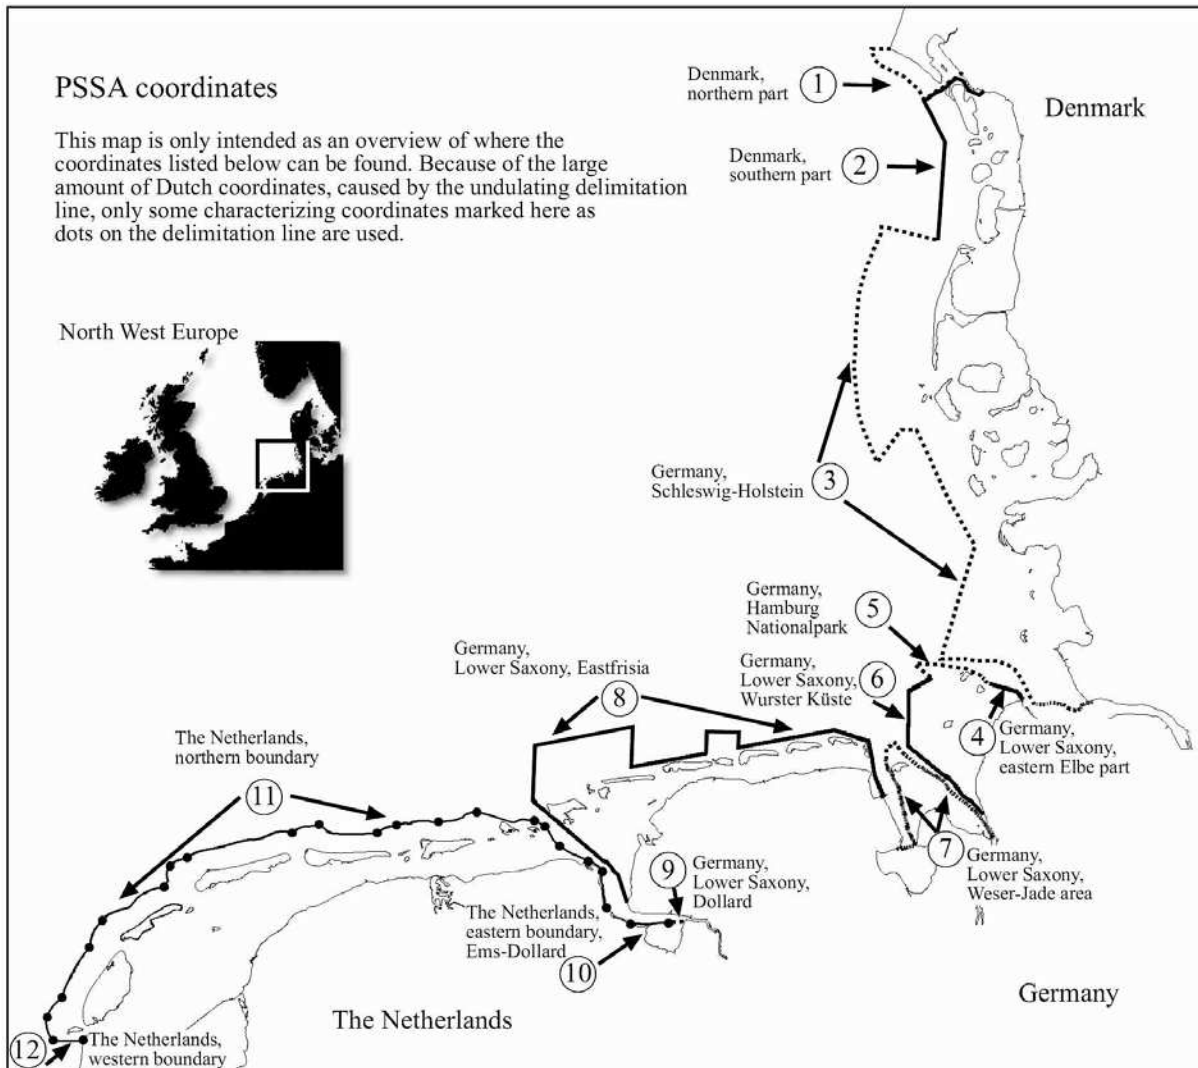 PSSA coordinates
This map is only intended as an overview of where the
coordinates listed below can be found. Because of the large
amount of Dutch coordinates, caused by the undulating delimitation
line, only some characterizing coordinates marked here as
dots on the delimitation line are used.
North West Europe
Denmark,
northern part
1
Denmark
Denmark,
southern part
2
Germany,
Schleswig-Holstein
3
Germany,
Hamburg
Nationalpark
5
Germany,
Lower Saxony,
Wurster Küste
6
Germany,
Lower Saxony, Eastfrisia
8
4
Germany,
Lower Saxony,
eastern Elbe part
The Netherlands,
northern boundary
11
7
Germany,
Lower Saxony,
Weser-Jade area
9
Germany,
Lower Saxony,
Dollard
The Netherlands,
eastern boundary,
Ems-Dollard
10
Germany
The Netherlands
12
The Netherlands,
western boundary